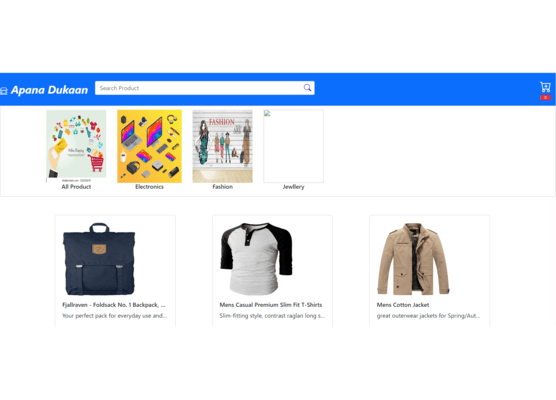 Apana Dukaan
Search Product
FASHION
All Product
Electronics
Fashion
Jewllery
Fjallraven - Foldsack No. 1 Backpack, ...
Your perfect pack for everyday use and...
Mens Casual Premium Slim Fit T-Shirts
Slim-fitting style, contrast raglan long s...
Mens Cotton Jacket
great outerwear jackets for Spring/Aut...